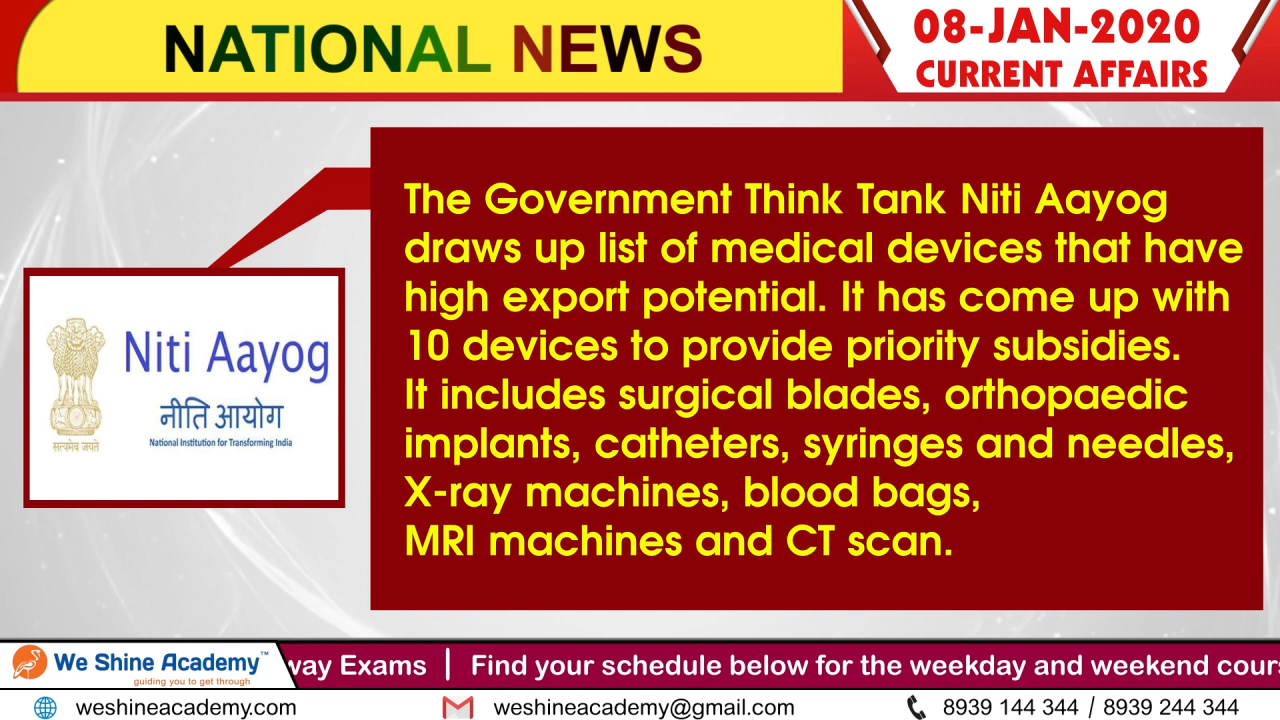 NATIONAL NEWS
08-JAN-2020
CURRENT AFFAIRS
The Government Think Tank Niti Aayog
draws up list of medical devices that have
high export potential. It has come up with
10 devices to provide priority subsidies.
It includes surgical blades, orthopaedic
implants, catheters, syringes and needles,
X-ray machines, blood bags,
MRI machines and CT scan.
Niti Aayog
नीति आयोग
National Institution for Transforming India
सत्यमेव जयते
We Shine Academy™
guiding you to get through
way Exams | Find your schedule below for the weekday and weekend cour
weshineacademy.com
weshineacademy@gmail.com
8939 144 344 / 8939 244 344